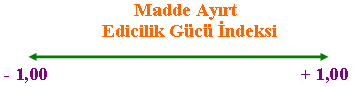 Madde Ayırt
Edicilik Gücü İndeksi
- 1,00 + 1,00